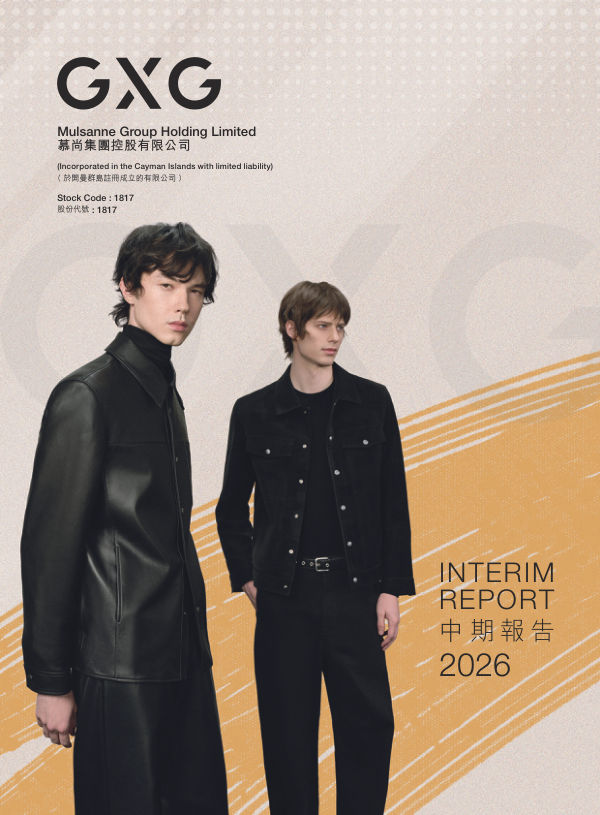 GXG
Mulsanne Group Holding Limited
慕尚集團控股有限公司
(Incorporated in the Cayman Islands with limited liability)
（於開曼群島註冊成立的有限公司）
Stock Code : 1817
股份代號 : 1817
GXG
INTERIM
REPORT
中期報告
2026